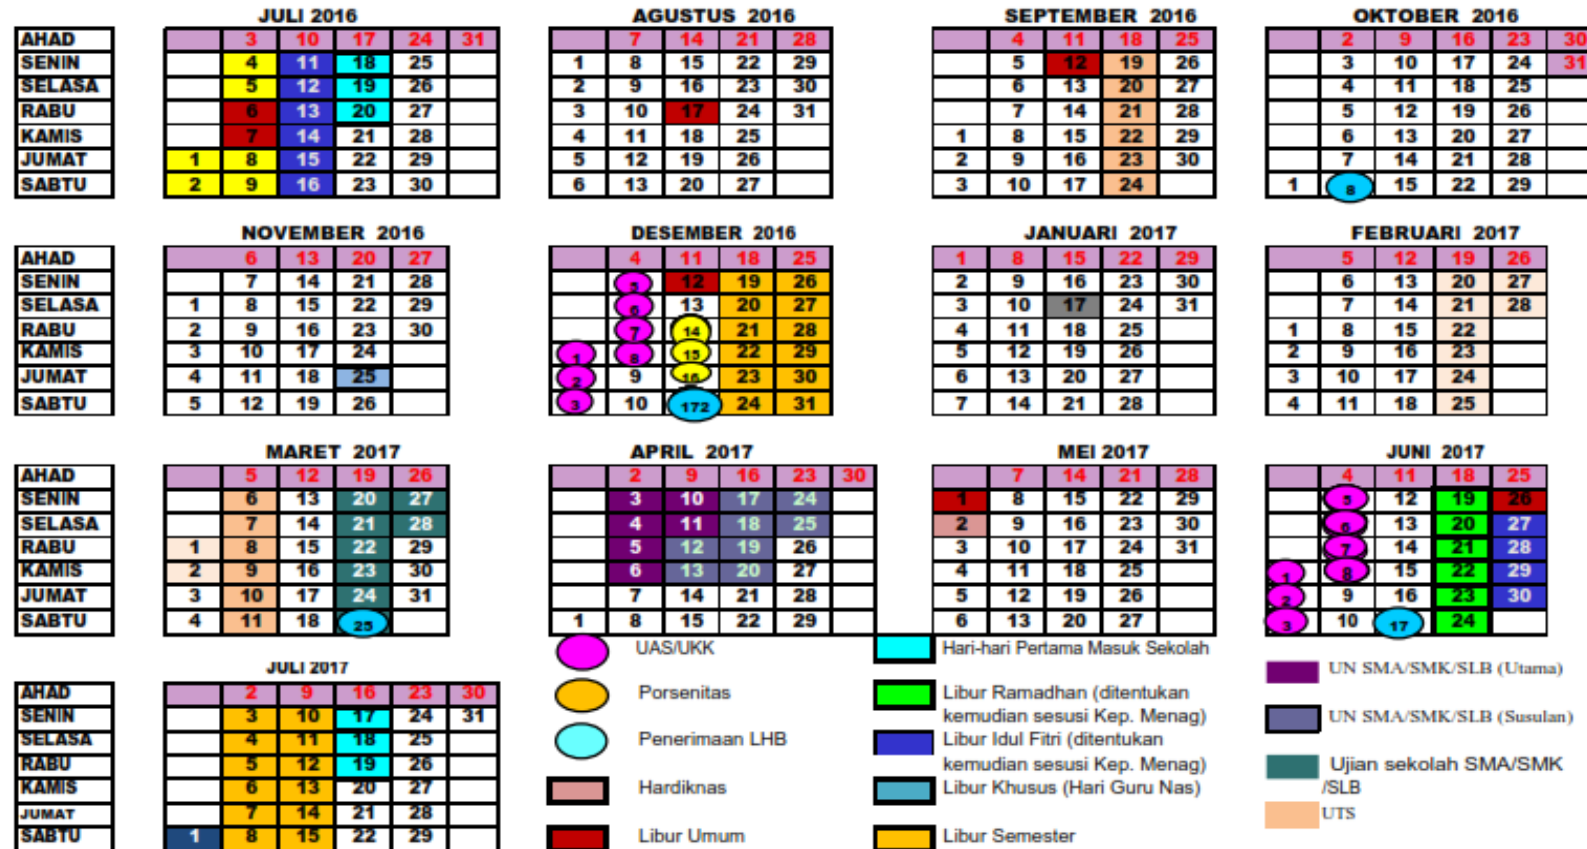 JULI 2016 AGUSTUS 2016 SEPTEMBER 2016 OKTOBER 2016
AHAD 3 10 17 24 31 7 14 21 28 4 11 18 25 2 9 16 23 30
SENIN 4 11 18 25 1 8 15 22 29 5 12 19 26 3 10 17 24 31
SELASA 5 12 19 26 2 9 16 23 30 6 13 20 27 4 11 18 25
RABU 6 13 20 27 3 10 17 24 31 7 14 21 28 5 12 19 26
KAMIS 7 14 21 28 4 11 18 25 1 8 15 22 29 6 13 20 27
JUMAT 1 8 15 22 29 5 12 19 26 2 9 16 23 30 7 14 21 28
SABTU 2 9 16 23 30 6 13 20 27 3 10 17 24 1 8 15 22 29
NOVEMBER 2016 DESEMBER 2016 JANUARI 2017 FEBRUARI 2017
AHAD 6 13 20 27 4 11 18 25 1 8 15 22 29 5 12 19 26
SENIN 7 14 21 28 5 12 19 26 2 9 16 23 30 6 13 20 27
SELASA 1 8 15 22 29 6 13 20 27 3 10 17 24 31 7 14 21 28
RABU 2 9 16 23 30 7 14 21 28 4 11 18 25 1 8 15 22
KAMIS 3 10 17 24 1 8 15 22 29 5 12 19 26 2 9 16 23
JUMAT 4 11 18 25 2 9 16 23 30 6 13 20 27 3 10 17 24
SABTU 5 12 19 26 3 10 172 24 31 7 14 21 28 4 11 18 25
MARET 2017 APRIL 2017 MEI 2017 JUNI 2017
AHAD 5 12 19 26 2 9 16 23 30 7 14 21 28 4 11 18 25
SENIN 6 13 20 27 3 10 17 24 1 8 15 22 29 5 12 19 26
SELASA 7 14 21 28 4 11 18 25 2 9 16 23 30 6 13 20 27
RABU 1 8 15 22 29 5 12 19 26 3 10 17 24 31 7 14 21 28
KAMIS 2 9 16 23 30 6 13 20 27 4 11 18 25 1 8 15 22 29
JUMAT 3 10 17 24 31 7 14 21 28 5 12 19 26 2 9 16 23 30
SABTU 4 11 18 25 1 8 15 22 29 6 13 20 27 3 10 17 24
JULI 2017
AHAD 2 9 16 23 30
SENIN 3 10 17 24 31
SELASA 4 11 18 25
RABU 5 12 19 26
KAMIS 6 13 20 27
JUMAT 7 14 21 28
SABTU 1 8 15 22 29
UAS/UKK
Porsenitas
Penerimaan LHB
Hardiknas
Libur Umum
Hari-hari Pertama Masuk Sekolah
Libur Ramadhan (ditentukan
kemudian sesusi Kep. Menag)
Libur Idul Fitri (ditentukan
kemudian sesusi Kep. Menag)
Libur Khusus (Hari Guru Nas)
Libur Semester
UN SMA/SMK/SLB (Utama)
UN SMA/SMK/SLB (Susulan)
Ujian sekolah SMA/SMK
/SLB
UTS